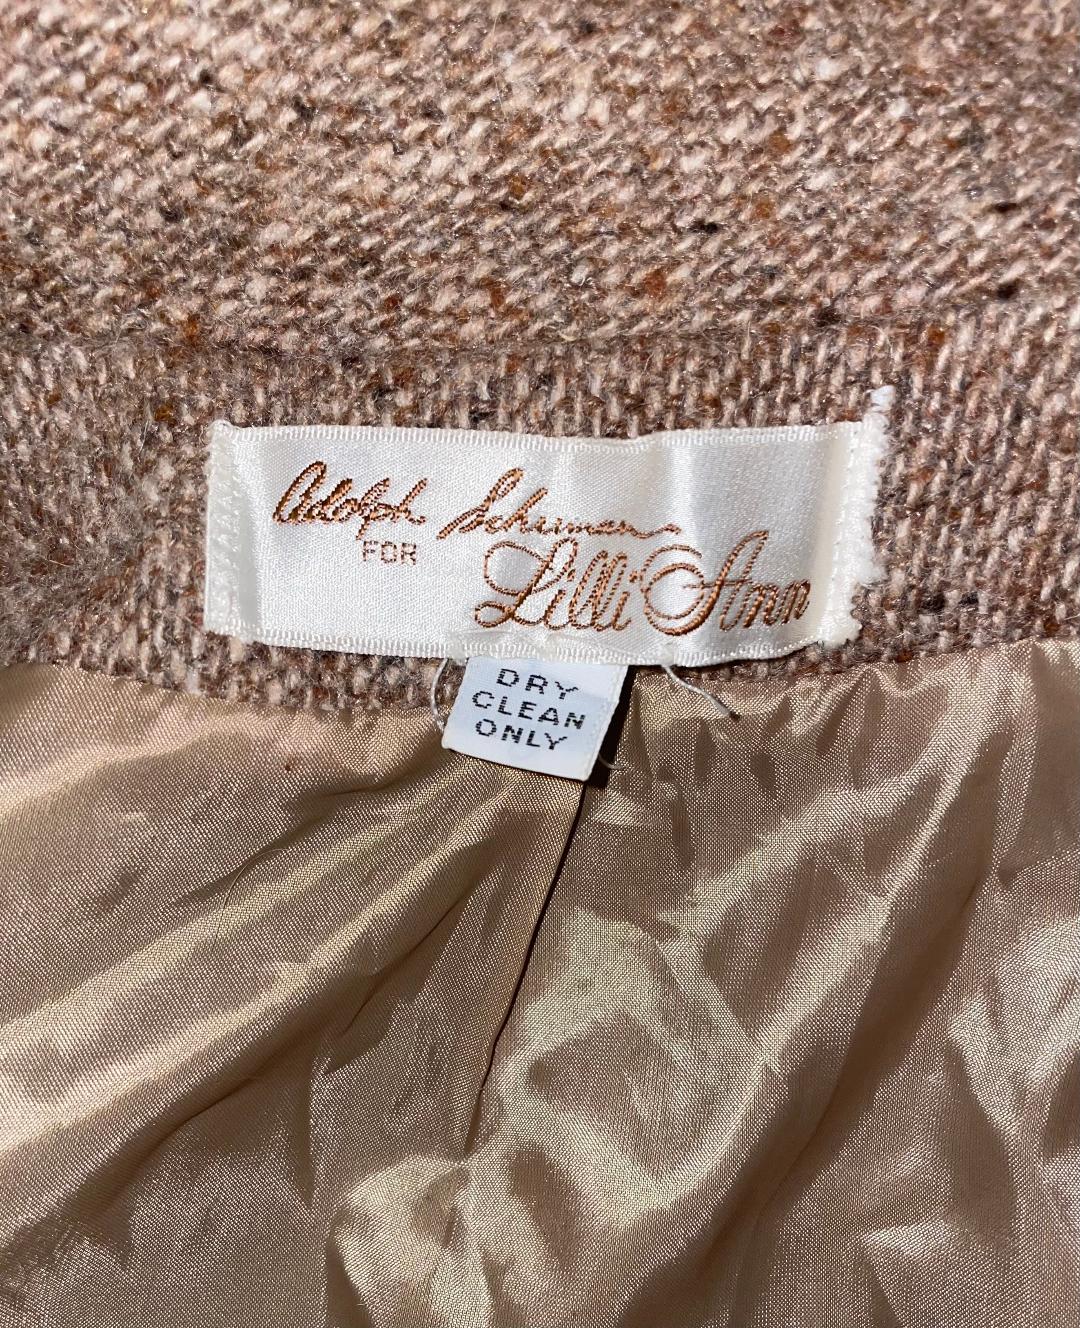 Adolph Schuman
FOR
Lilli Ann
DRY
CLEAN
ONLY